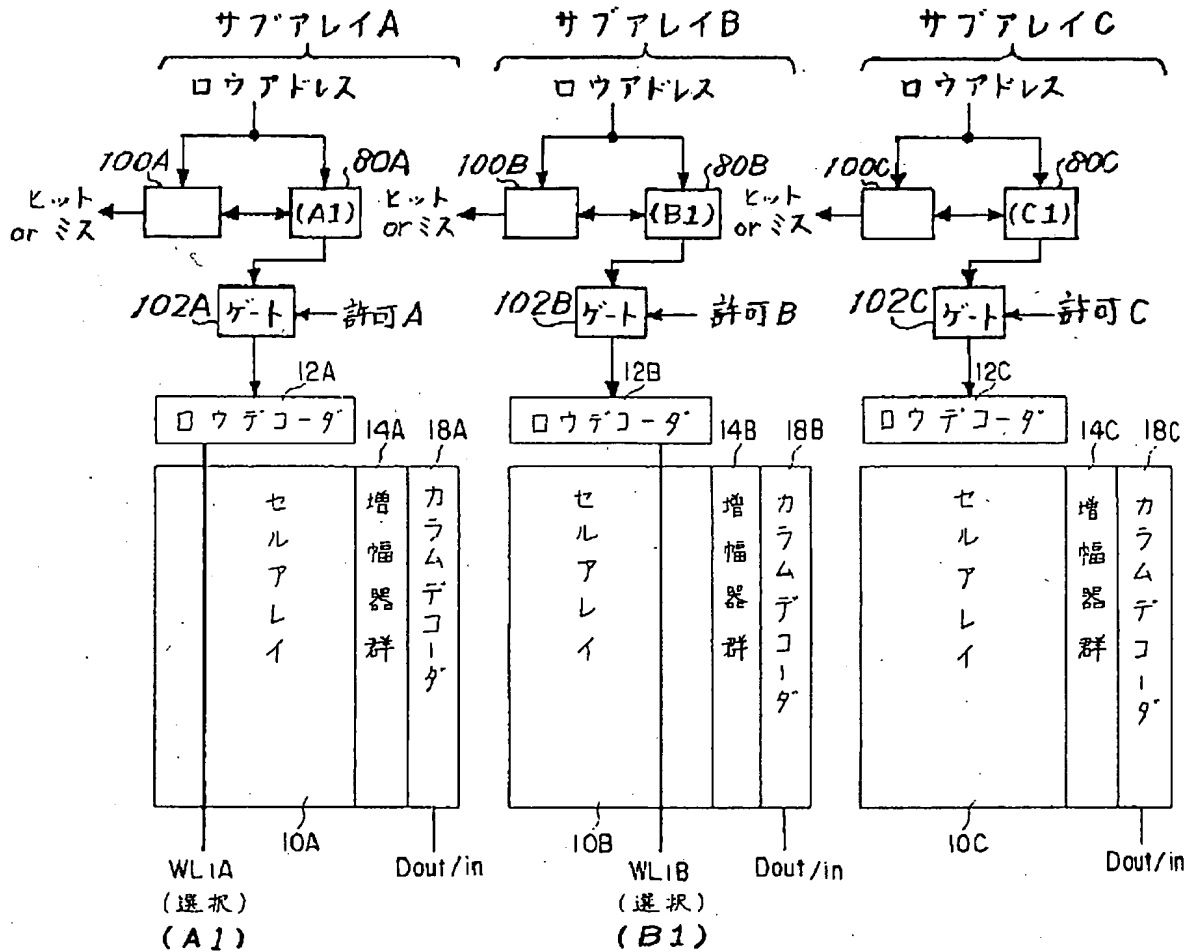 サブアレイA
サブアレイB
サブアレイC
ロウアドレス
ロウアドレス
ロウアドレス
100A
80A
100B
80B
100C
80C
ヒット
or ミス
(A1)
ヒット
or ミス
(B1)
ヒット
or ミス
(C1)
102A
ゲート
許可A
102B
ゲート
許可B
102C
ゲート
許可C
12A
12B
12C
ロウデコーダ
14A
18A
ロウデコーダ
14B
18B
ロウデコーダ
14C
18C
セルアレイ
増幅器群
カラムデコーダ
セルアレイ
増幅器群
カラムデコーダ
セルアレイ
増幅器群
カラムデコーダ
10A
10B
10C
WL1A
(選択)
(A1)
Dout/in
WL1B
(選択)
(B1)
Dout/in
Dout/in